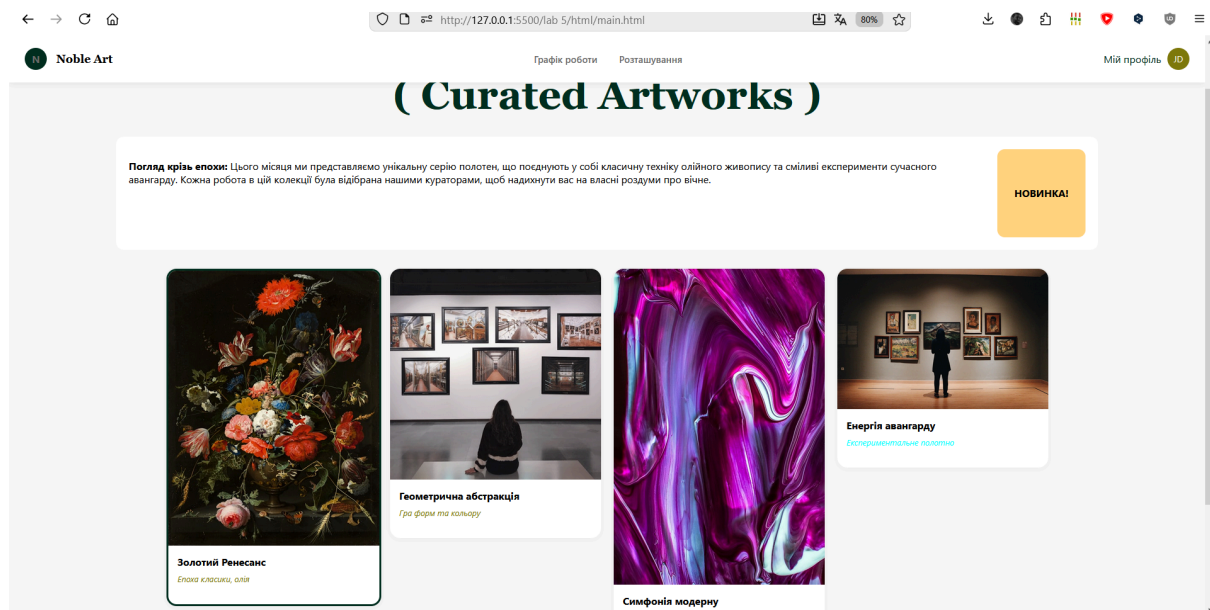 http://127.0.0.1:5500/lab 5/html/main.html
80%
N
Noble Art
Графік роботи
Розташування
Мій профіль
JD
( Curated Artworks )
Погляд крізь епохи: Цього місяця ми представляємо унікальну серію полотен, що поєднують у собі класичну техніку олійного живопису та сміливі експерименти сучасного
авангарду. Кожна робота в цій колекції була відібрана нашими кураторами, щоб надихнути вас на власні роздуми про вічне.
НОВИНКА!
Золотий Ренесанс
Епоха класики, олія
Геометрична абстракція
Гра форм та кольору
Симфонія модерну
Енергія авангарду
Експериментальне полотно